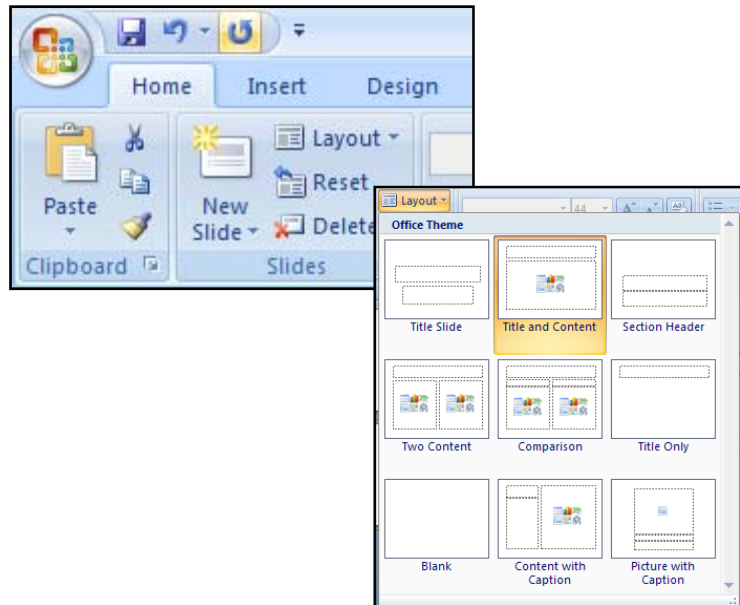 Home Insert Design
Layout
Reset
Paste
New
Slide
Delete
Clipboard
Slides
Layout
44
Office Theme
Title Slide
Title and Content
Section Header
Two Content
Comparison
Title Only
Blank
Content with
Caption
Picture with
Caption